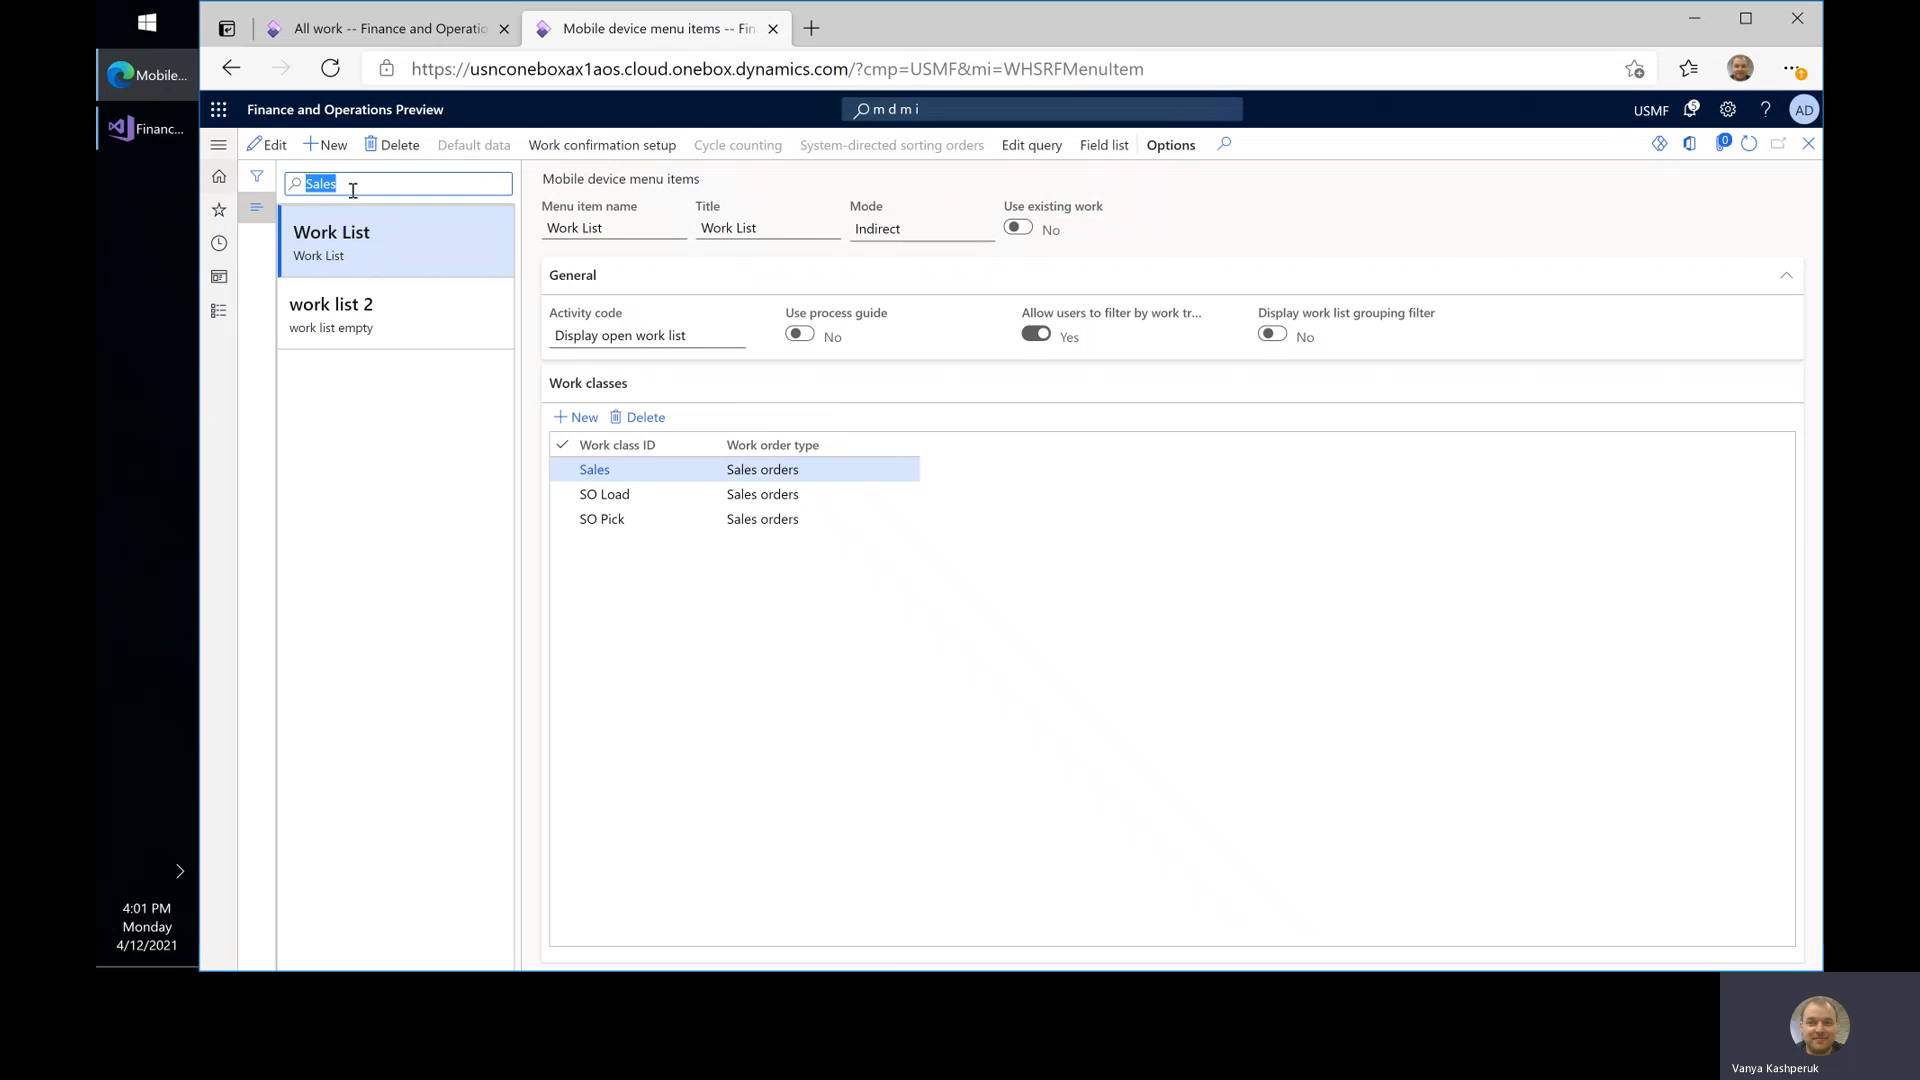 Mobile...
Financ...
4:01 PM
Monday
4/12/2021
All work -- Finance and Operatio
Mobile device menu items -- Fin
https://usnconeboxax1aos.cloud.onebox.dynamics.com/?cmp=USMF&mi=WHSRFMenuItem
Finance and Operations Preview
m d m i
USMF
5
?
AD
Edit
New
Delete
Default data
Work confirmation setup
Cycle counting
System-directed sorting orders
Edit query
Field list
Options
0
Sales
Work List
Work List
work list 2
work list empty
Mobile device menu items
Menu item name
Title
Mode
Use existing work
Work List
Work List
Indirect
No
General
Activity code
Use process guide
Allow users to filter by work tr...
Display work list grouping filter
Display open work list
No
Yes
No
Work classes
New
Delete
Work class ID
Work order type
Sales
Sales orders
SO Load
Sales orders
SO Pick
Sales orders
Vanya Kashperuk